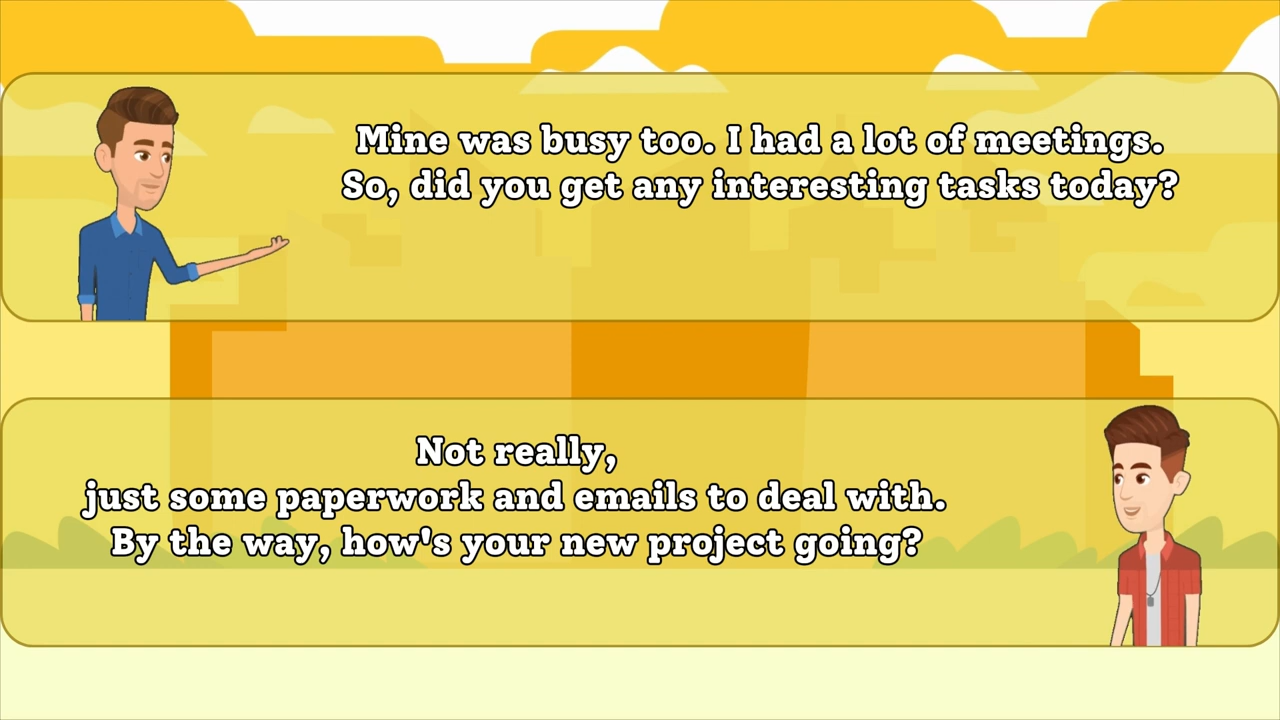 Mine was busy too. I had a lot of meetings.
So, did you get any interesting tasks today?
Not really,
just some paperwork and emails to deal with.
By the way, how's your new project going?